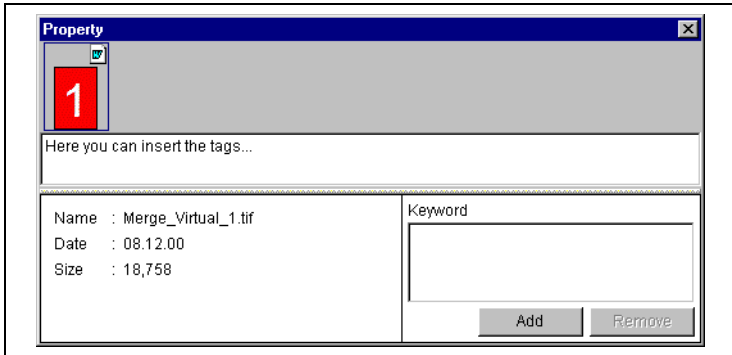 Property
1
Here you can insert the tags...
Name : Merge_Virtual_1.tif
Date : 08.12.00
Size : 18,758
Keyword
Add Remove